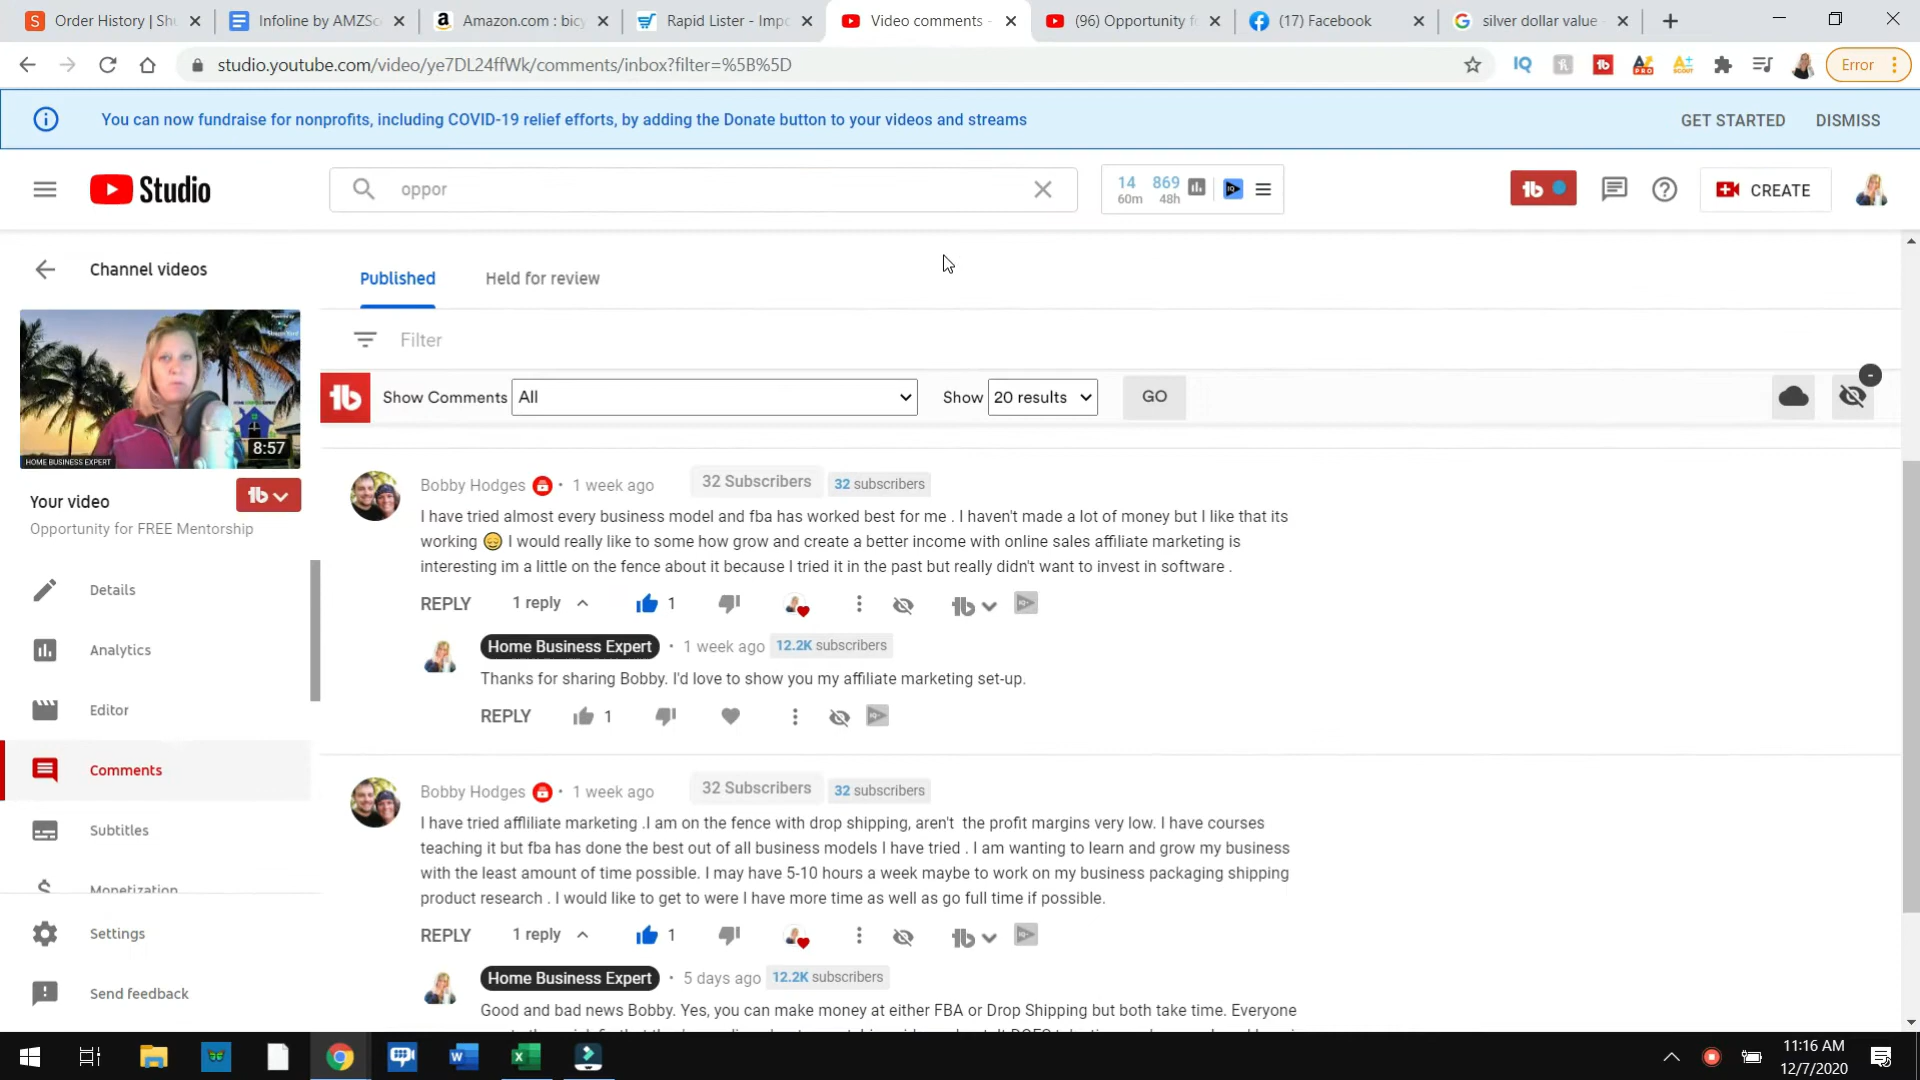 Order History | Sh
Infoline by AMZSc
Amazon.com : bicy
Rapid Lister - Impo
Video comments -
(96) Opportunity f
(17) Facebook
silver dollar value
studio.youtube.com/video/ye7DL24ffWk/comments/inbox?filter=%5B%5D
Error
You can now fundraise for nonprofits, including COVID-19 relief efforts, by adding the Donate button to your videos and streams
GET STARTED
DISMISS
Studio
oppor
14 869
60m 48h
CREATE
Channel videos
Published
Held for review
Filter
Show Comments All
Show 20 results
GO
8:57
HOME BUSINESS EXPERT
Your video
Opportunity for FREE Mentorship
Details
Analytics
Editor
Comments
Subtitles
Monetization
Settings
Send feedback
Bobby Hodges • 1 week ago 32 Subscribers 32 subscribers
I have tried almost every business model and fba has worked best for me . I haven't made a lot of money but I like that its
working 😔 I would really like to some how grow and create a better income with online sales affiliate marketing is
interesting im a little on the fence about it because I tried it in the past but really didn't want to invest in software .
REPLY 1 reply 1
Home Business Expert • 1 week ago 12.2K subscribers
Thanks for sharing Bobby. I'd love to show you my affiliate marketing set-up.
REPLY 1
Bobby Hodges • 1 week ago 32 Subscribers 32 subscribers
I have tried affliliate marketing .I am on the fence with drop shipping, aren't the profit margins very low. I have courses
teaching it but fba has done the best out of all business models I have tried . I am wanting to learn and grow my business
with the least amount of time possible. I may have 5-10 hours a week maybe to work on my business packaging shipping
product research . I would like to get to were I have more time as well as go full time if possible.
REPLY 1 reply 1
Home Business Expert • 5 days ago 12.2K subscribers
Good and bad news Bobby. Yes, you can make money at either FBA or Drop Shipping but both take time. Everyone
11:16 AM
12/7/2020